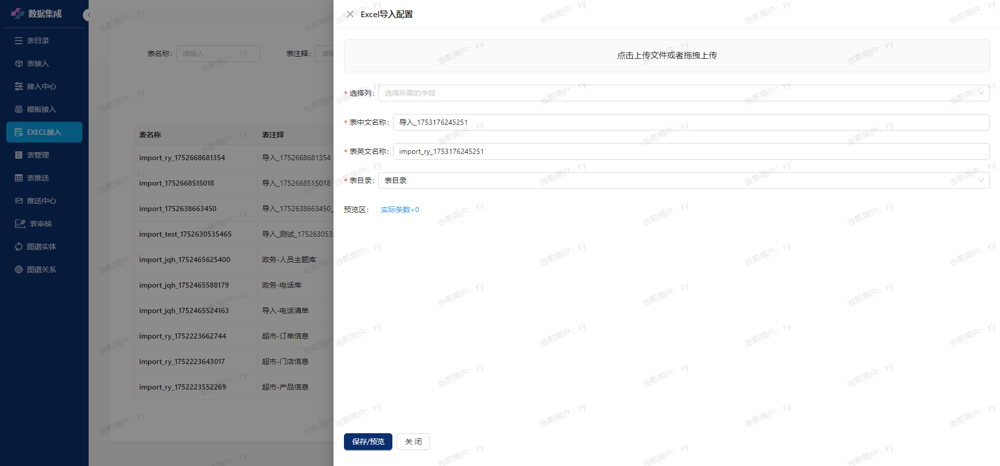 数据集成
表目录
表接入
接入中心
模板接入
EXECL接入
表管理
表推送
推送中心
表审核
图谱实体
图谱关系
表名称: 请输入 表注释: 请输
表名称 表注释
import_ry_1752668681354 导入_1752668681354
import_1752668515018 导入_1752668515018
import_1752638663450 导入_1752638663450_
import_test_1752630535465 导入_测试_175263053
import_jqh_1752465625400 政务-人员主题库
import_jqh_1752465588179 政务-电话库
import_jqh_1752465524163 导入-电话清单
import_ry_1752223662744 超市-订单信息
import_ry_1752223643017 超市-门店信息
import_ry_1752223552269 超市-产品信息
Excel导入配置
点击上传文件或者拖拽上传
* 选择列: 选择所需的字段
* 表中文名称: 导入_1753176245251
* 表英文名称: import_ry_1753176245251
* 表目录: 表目录
预览区: 实际条数=0
保存/预览 关 闭
当前用户: ry